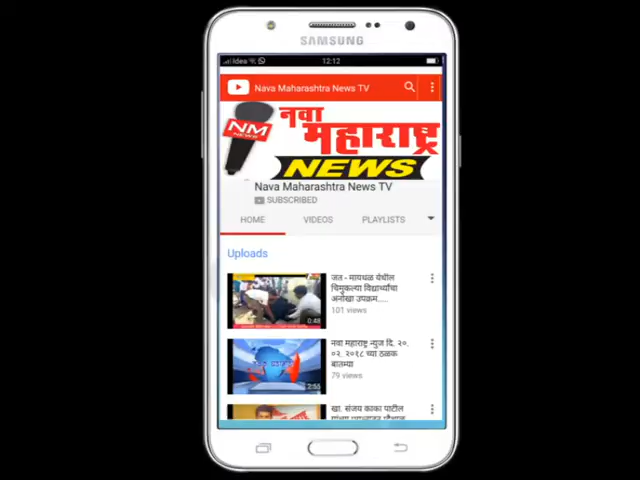 SAMSUNG
Idea
12:12
Nava Maharashtra News TV
NM
NEWS
नवा
महाराष्ट्र
NEWS
Nava Maharashtra News TV
SUBSCRIBED
HOME VIDEOS PLAYLISTS
Uploads
जत - मायथळ येथील
चिमुकल्या विद्यार्थ्यांचा
अनोखा उपक्रम.....
101 views
0:48
नवा महाराष्ट्र न्युज दि. २०.
०२. २०१८ च्या ठळक
बातम्या
79 views
2:55
खा. संजय काका पाटील